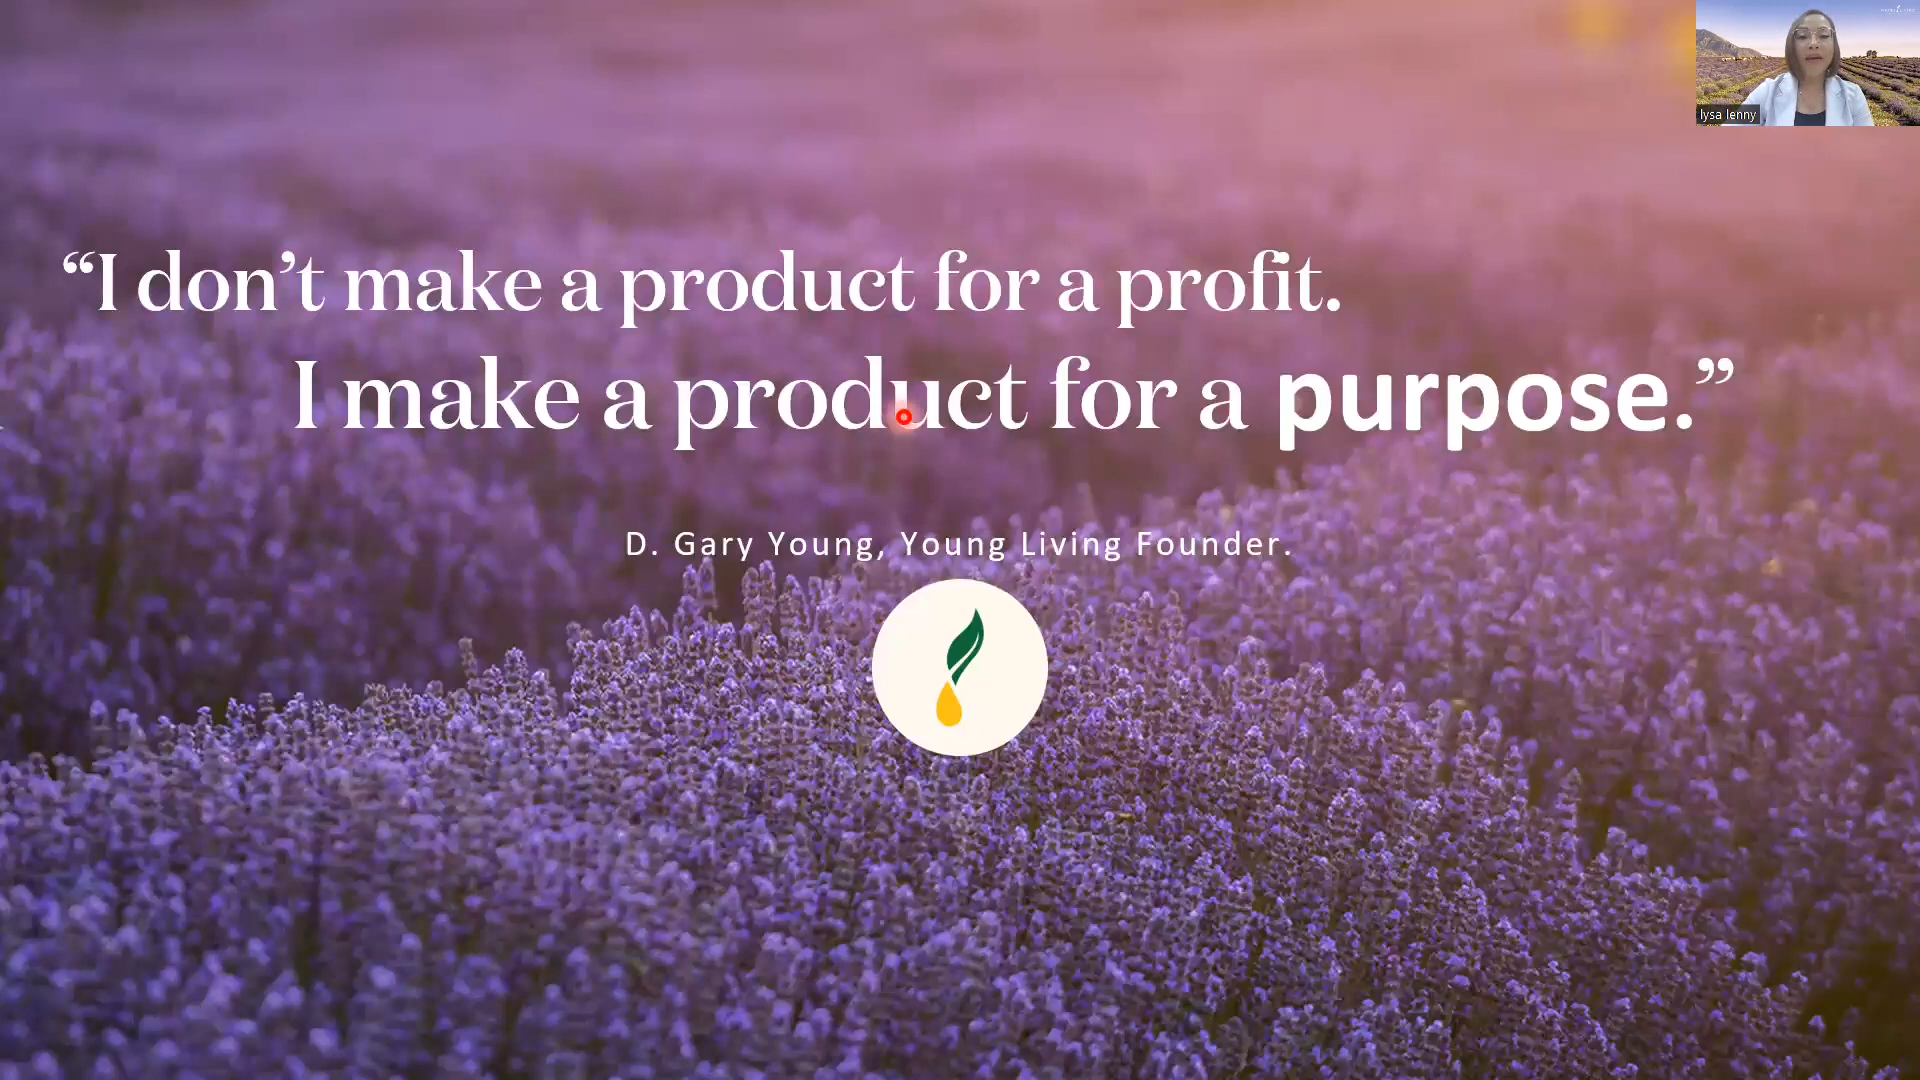 lysa lenny
“I don’t make a product for a profit.
I make a product for a purpose.”
D. Gary Young, Young Living Founder.